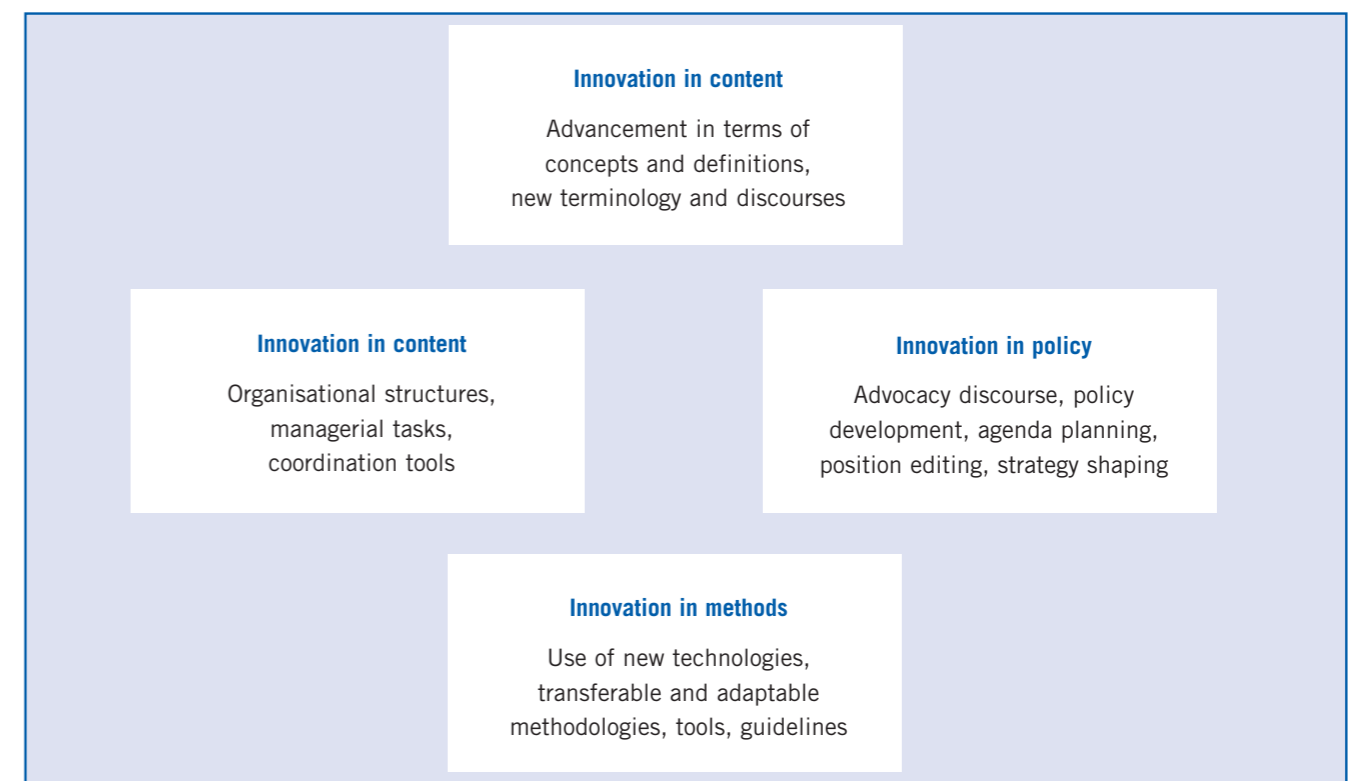 Innovation in content
Advancement in terms of
concepts and definitions,
new terminology and discourses
Innovation in content
Organisational structures,
managerial tasks,
coordination tools
Innovation in policy
Advocacy discourse, policy
development, agenda planning,
position editing, strategy shaping
Innovation in methods
Use of new technologies,
transferable and adaptable
methodologies, tools, guidelines